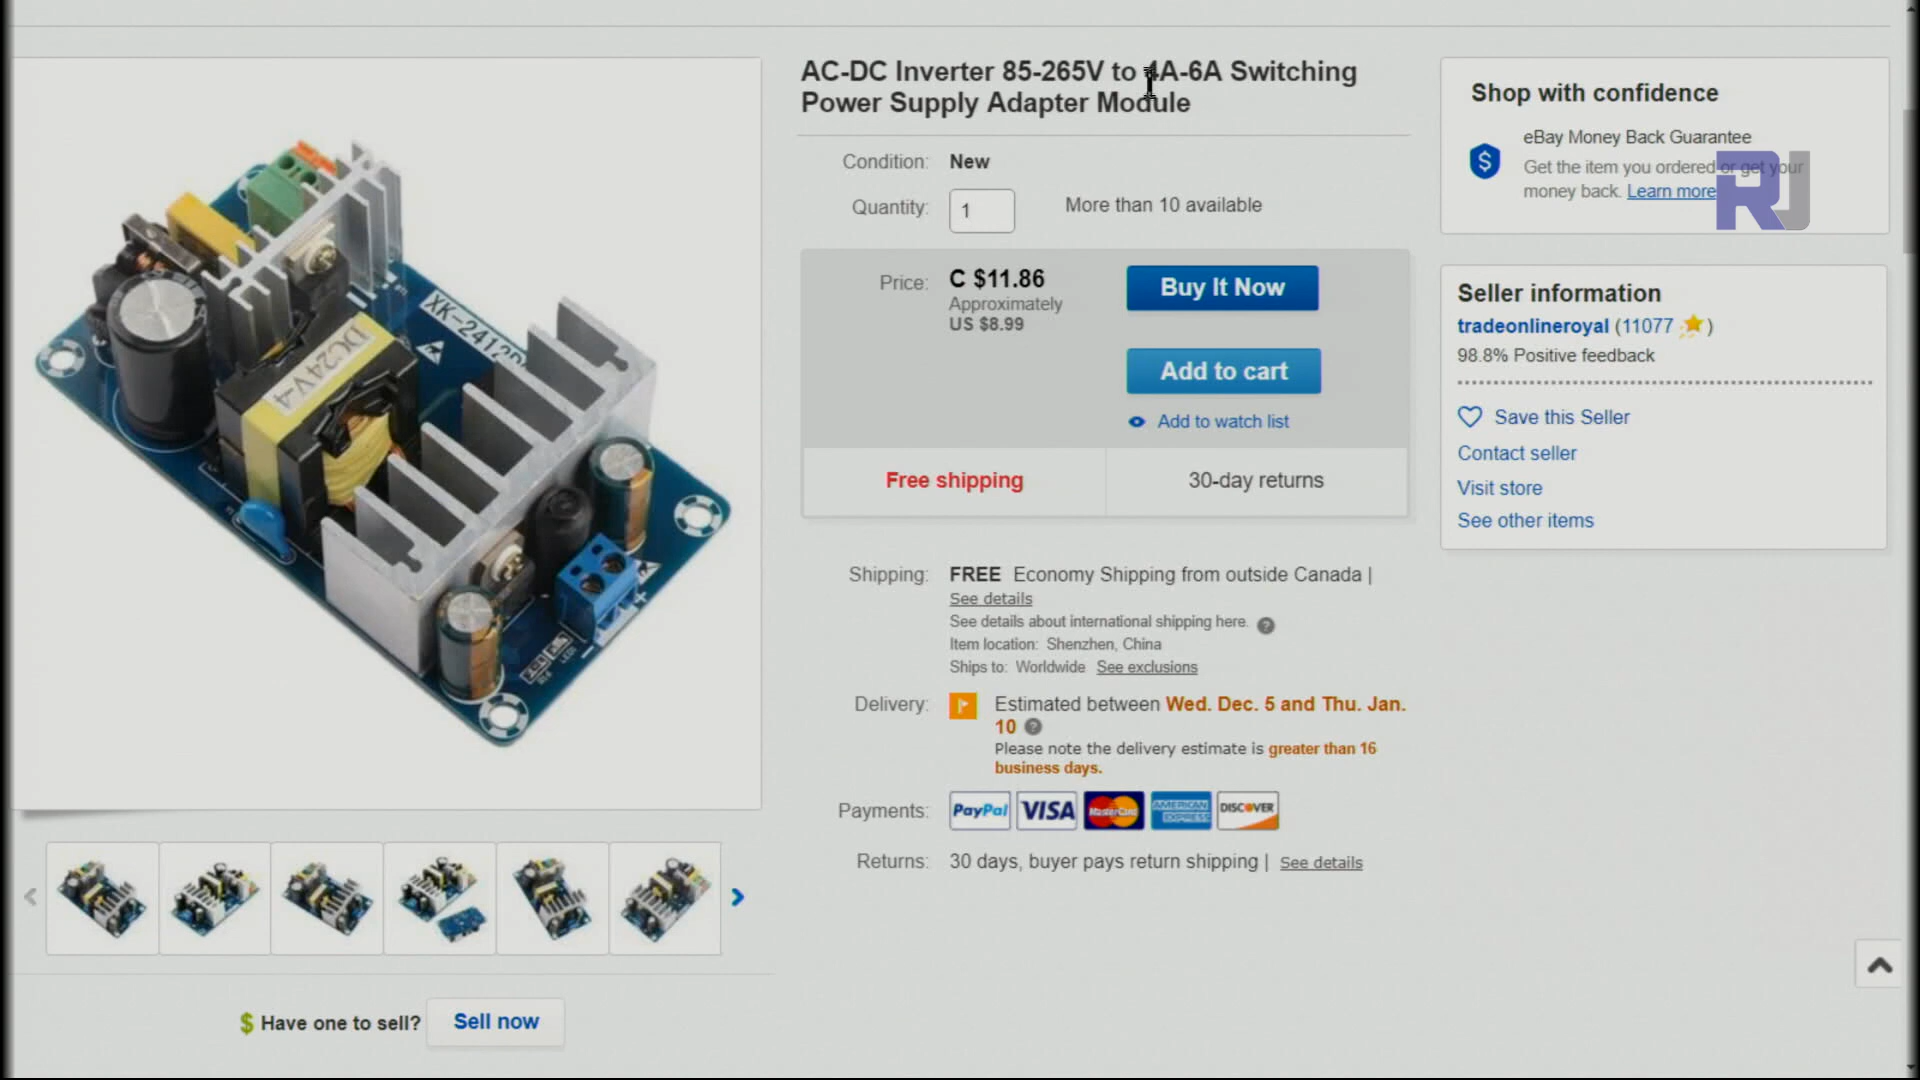 AC-DC Inverter 85-265V to 4A-6A Switching
Power Supply Adapter Module
Condition: New
Quantity: 1 More than 10 available
Price: C $11.86
Approximately
US $8.99
Buy It Now
Add to cart
Add to watch list
Free shipping
30-day returns
Shipping: FREE Economy Shipping from outside Canada |
See details
See details about international shipping here. ?
Item location: Shenzhen, China
Ships to: Worldwide See exclusions
Delivery: Estimated between Wed. Dec. 5 and Thu. Jan.
10 ?
Please note the delivery estimate is greater than 16
business days.
Payments: PayPal VISA MasterCard AMERICAN EXPRESS DISCOVER
Returns: 30 days, buyer pays return shipping | See details
Shop with confidence
$ eBay Money Back Guarantee
Get the item you ordered or get your
money back. Learn more
RJ
Seller information
tradeonlineroyal (11077 )
98.8% Positive feedback
Save this Seller
Contact seller
Visit store
See other items
XK-2412D
DC24V-4
$ Have one to sell? Sell now